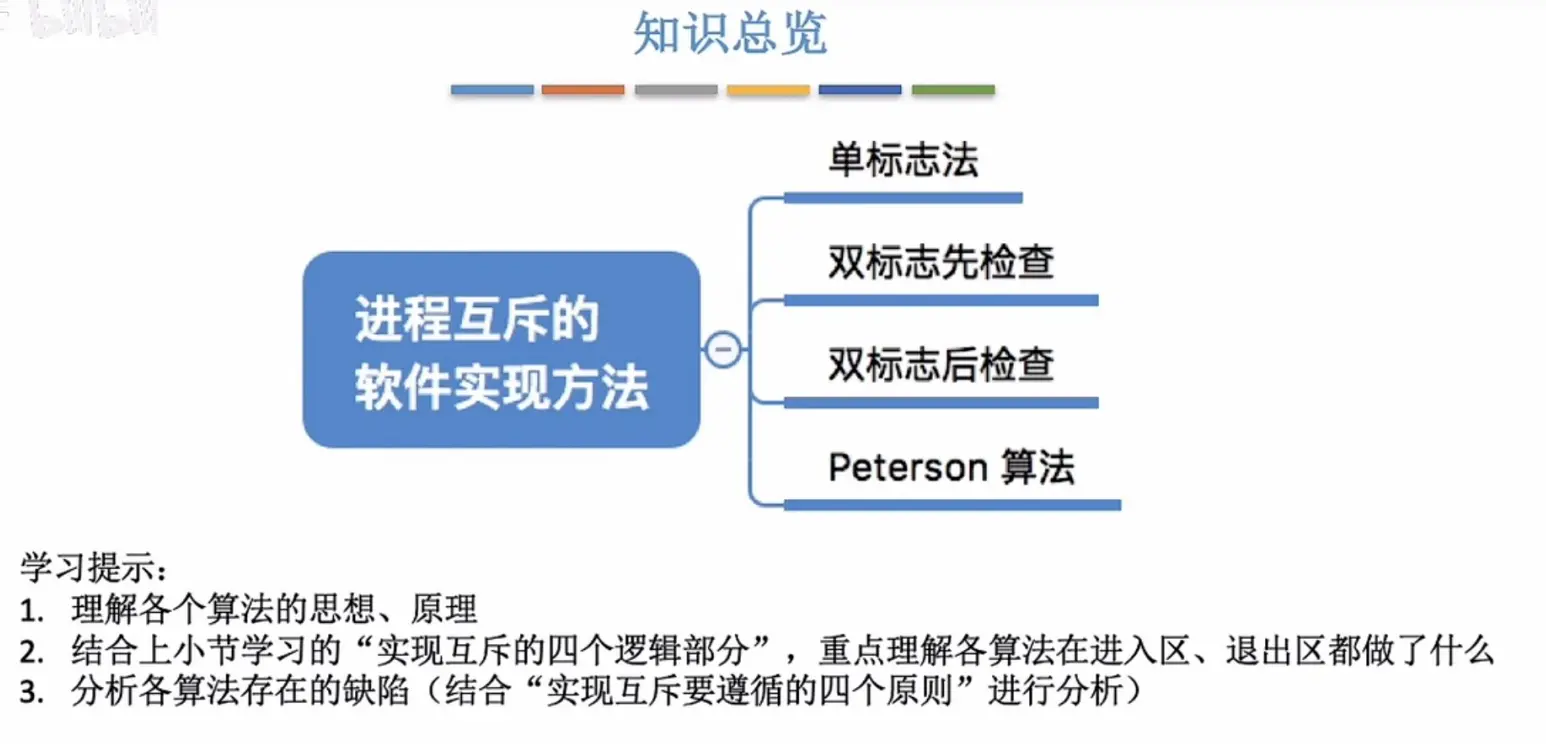 知识总览
单标志法
双标志先检查
进程互斥的
软件实现方法
双标志后检查
Peterson 算法
学习提示：
1. 理解各个算法的思想、原理
2. 结合上小节学习的“实现互斥的四个逻辑部分”，重点理解各算法在进入区、退出区都做了什么
3. 分析各算法存在的缺陷（结合“实现互斥要遵循的四个原则”进行分析）